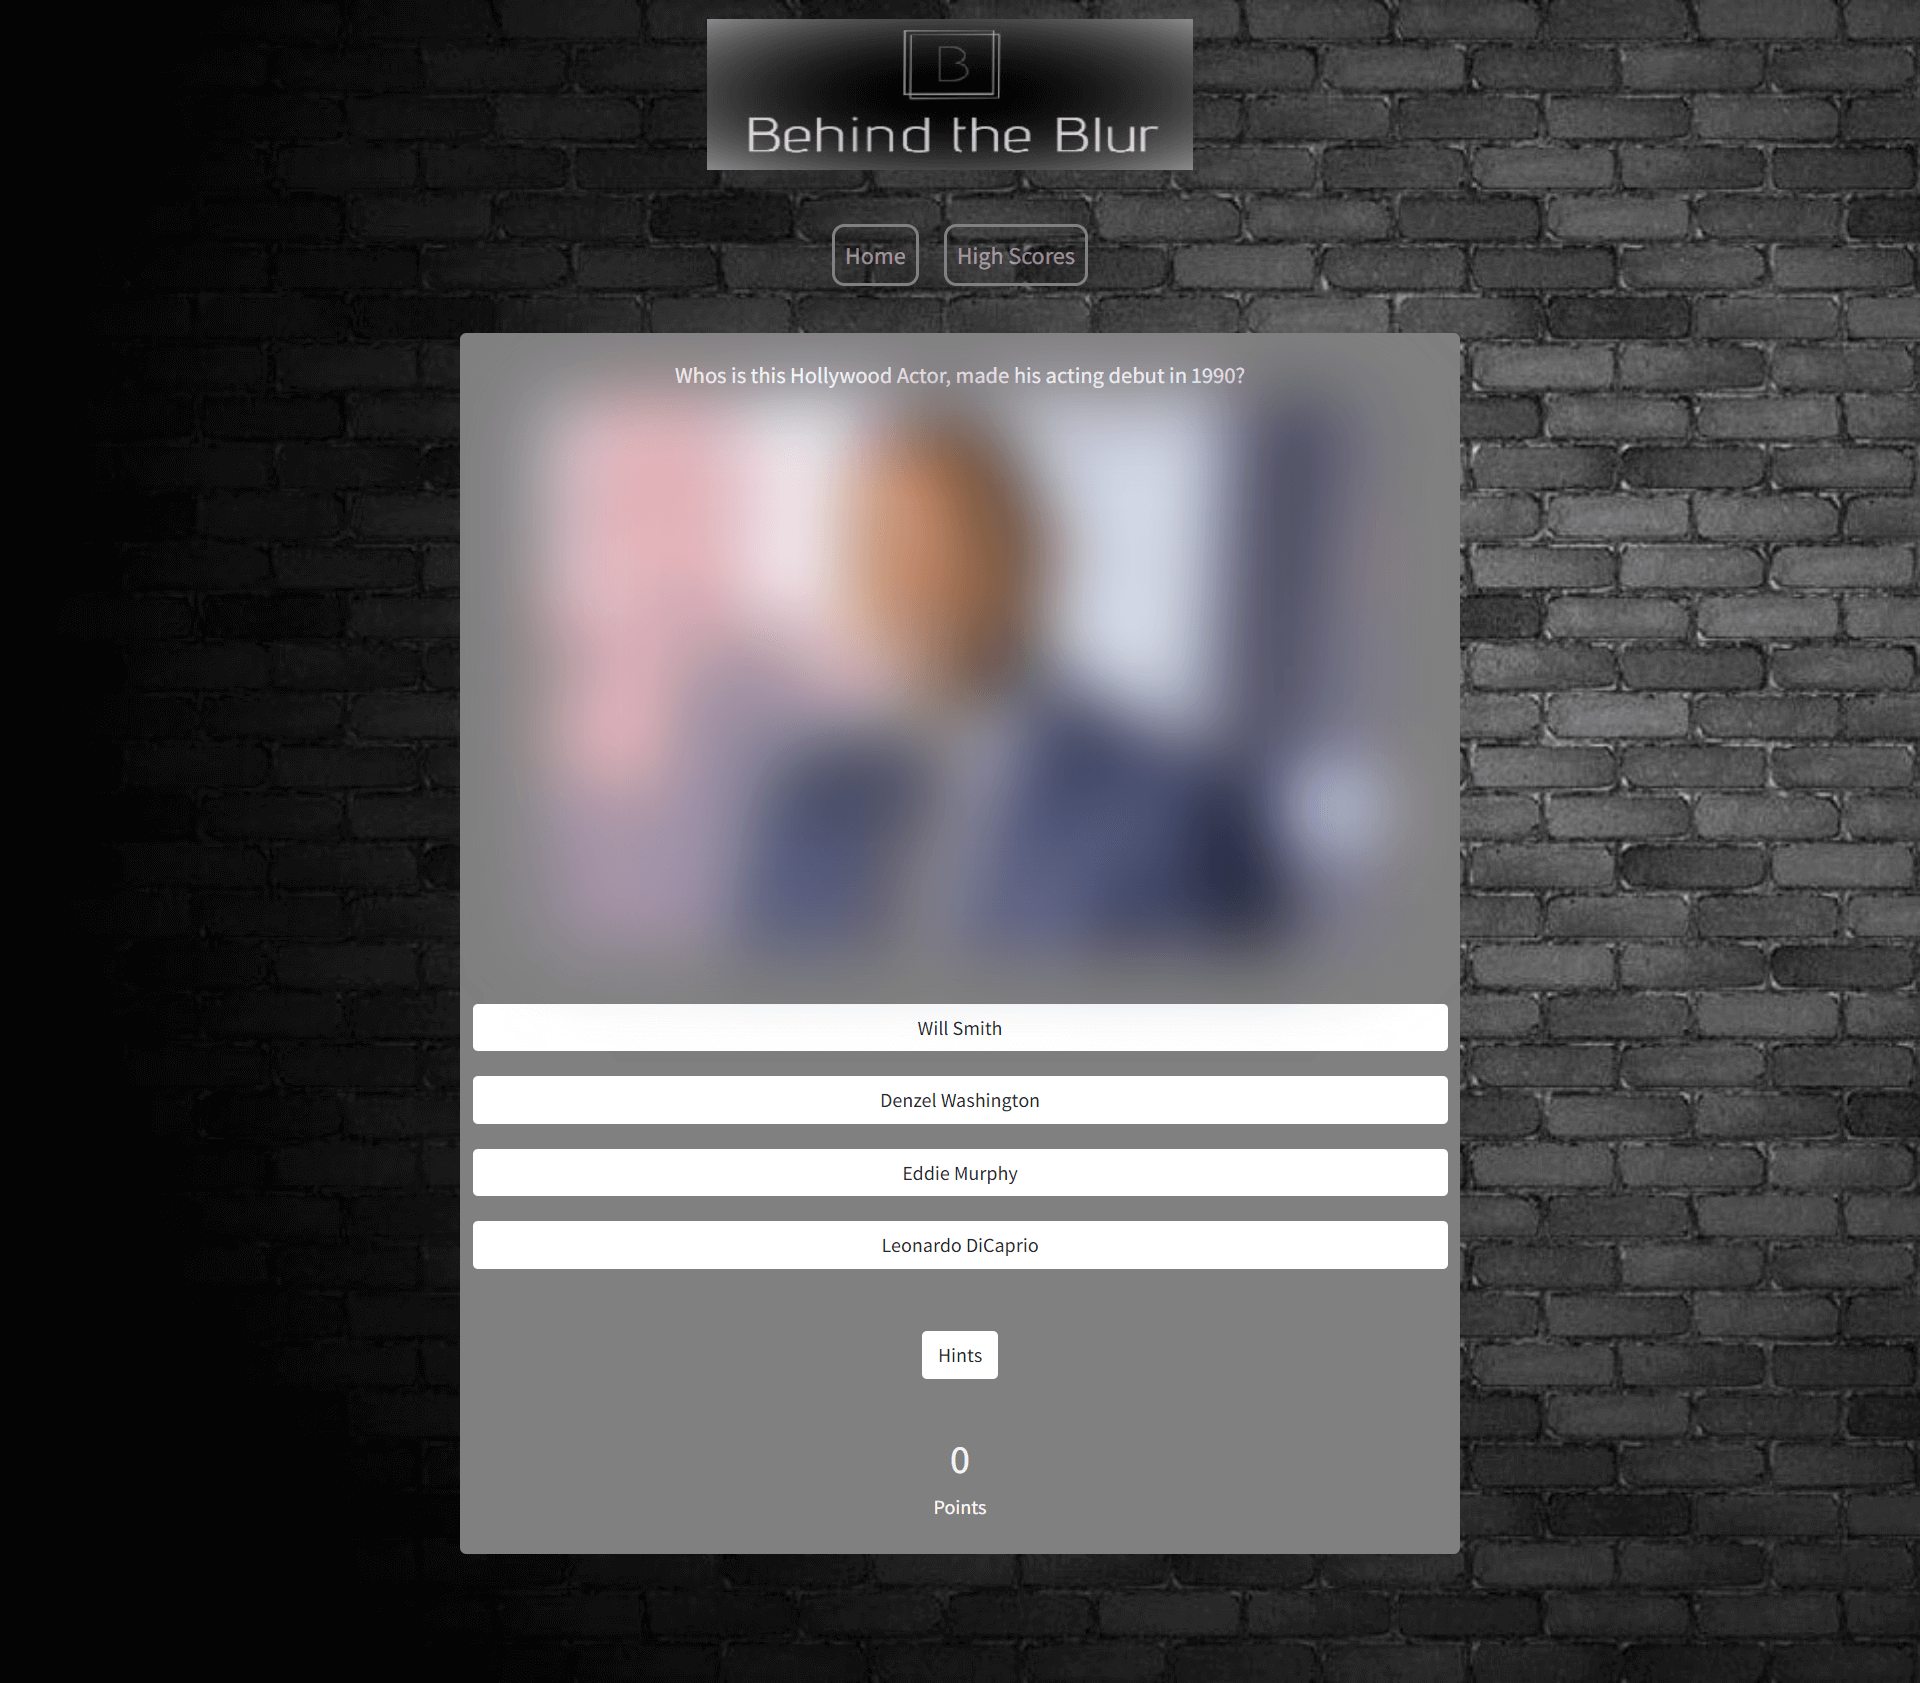 B
Behind the Blur
Home
High Scores
Whos is this Hollywood Actor, made his acting debut in 1990?
Will Smith
Denzel Washington
Eddie Murphy
Leonardo DiCaprio
Hints
0
Points